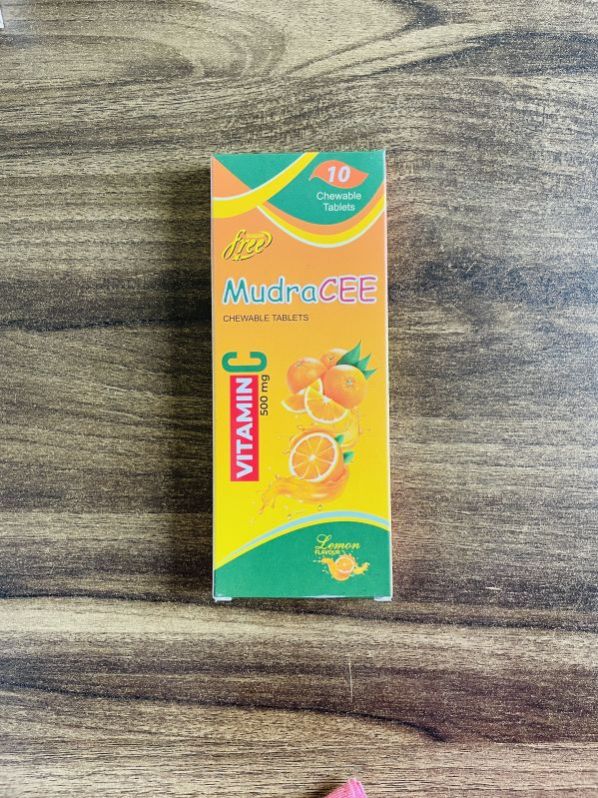 10
Chewable
Tablets
free
MudraCEE
CHEWABLE TABLETS
VITAMIN C
500 mg
Lemon
FLAVOUR